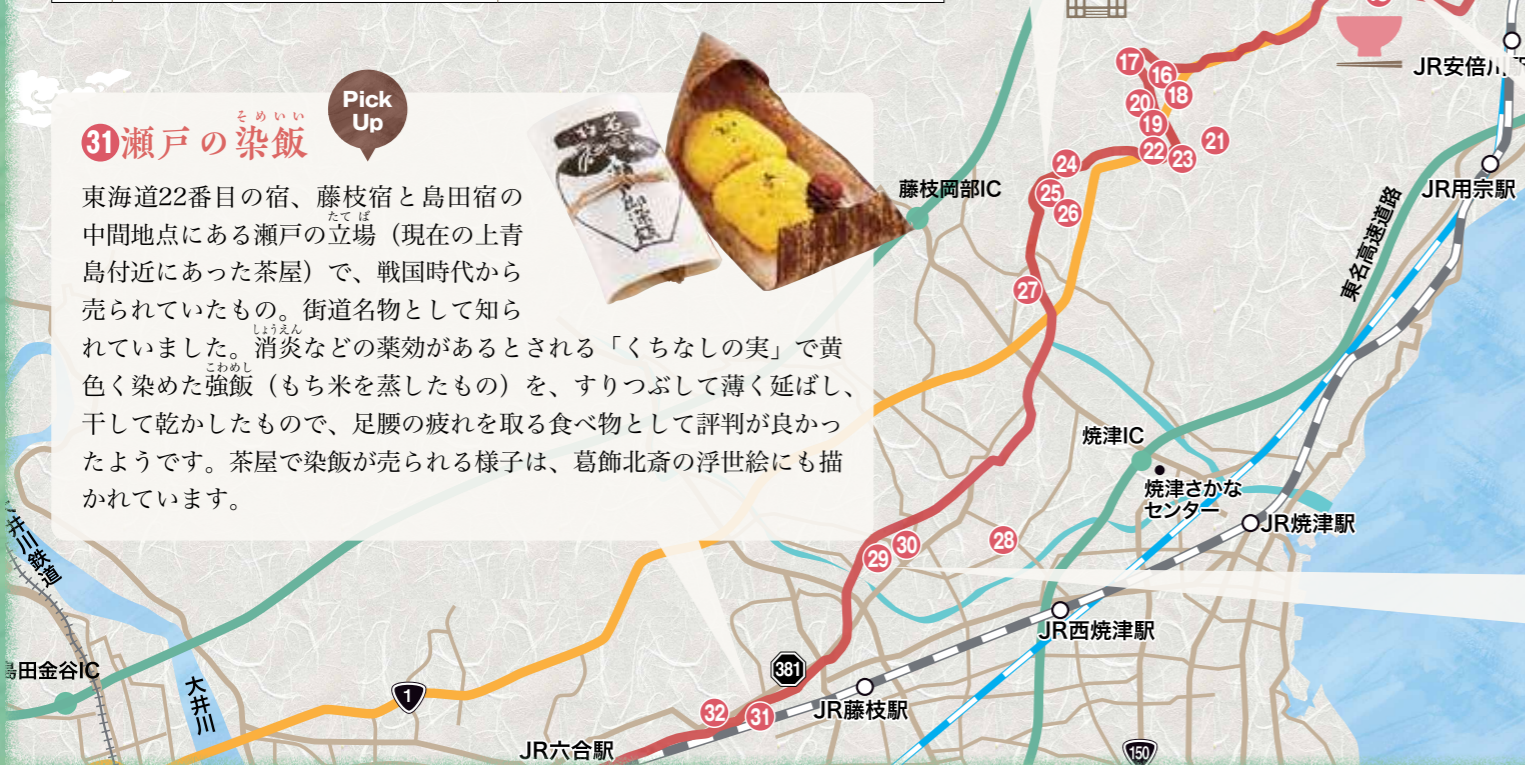 Pick
Up
31瀬戸の染飯
そめいい
東海道22番目の宿、藤枝宿と島田宿の
中間地点にある瀬戸の立場（現在の上青
たてば
島付近にあった茶屋）で、戦国時代から
売られていたもの。街道名物として知ら
れていました。消炎などの薬効があるとされる「くちなしの実」で黄
しょうえん
色く染めた強飯（もち米を蒸したもの）を、すりつぶして薄く延ばし、
こわめし
干して乾かしたもので、足腰の疲れを取る食べ物として評判が良かっ
たようです。茶屋で染飯が売られる様子は、葛飾北斎の浮世絵にも描
かれています。
17
16
18
20
19
21
22
23
24
25
26
27
28
29
30
31
32
JR安倍川
JR用宗駅
藤枝岡部IC
東名高速道路
焼津IC
焼津さかな
センター
JR焼津駅
JR西焼津駅
381
JR藤枝駅
JR六合駅
1
150
井川鉄道
島田金谷IC
大井川